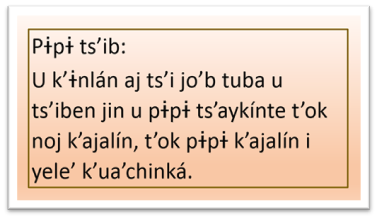 Pɨpɨ ts’ib:
U k’ɨnlán aj ts’i jo’b tuba u
ts’iben jin u pɨpɨ ts’aykínte t’ok
noj k’ajalín, t’ok pɨpɨ k’ajalín i
yele’ k’ua’chinká.